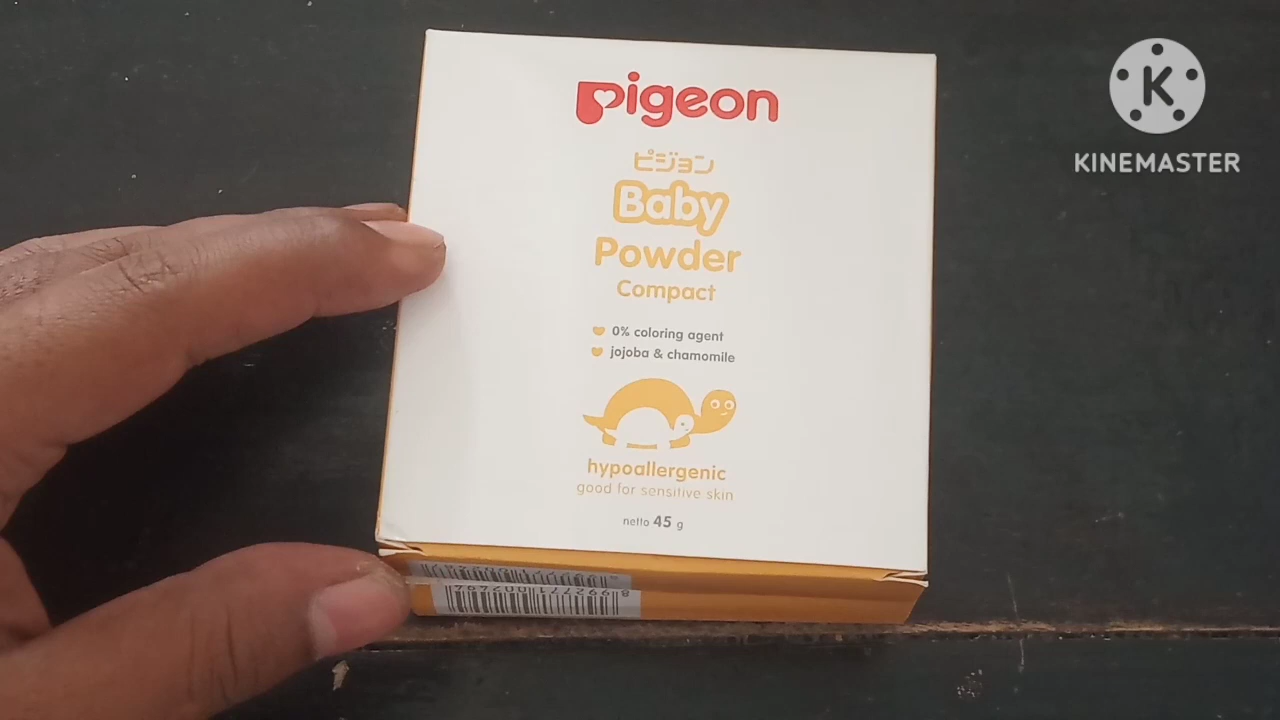 pigeon
ピジョン
Baby
Powder
Compact
0% coloring agent
jojoba & chamomile
hypoallergenic
good for sensitive skin
netto 45 g
8992771002494
K
KINEMASTER